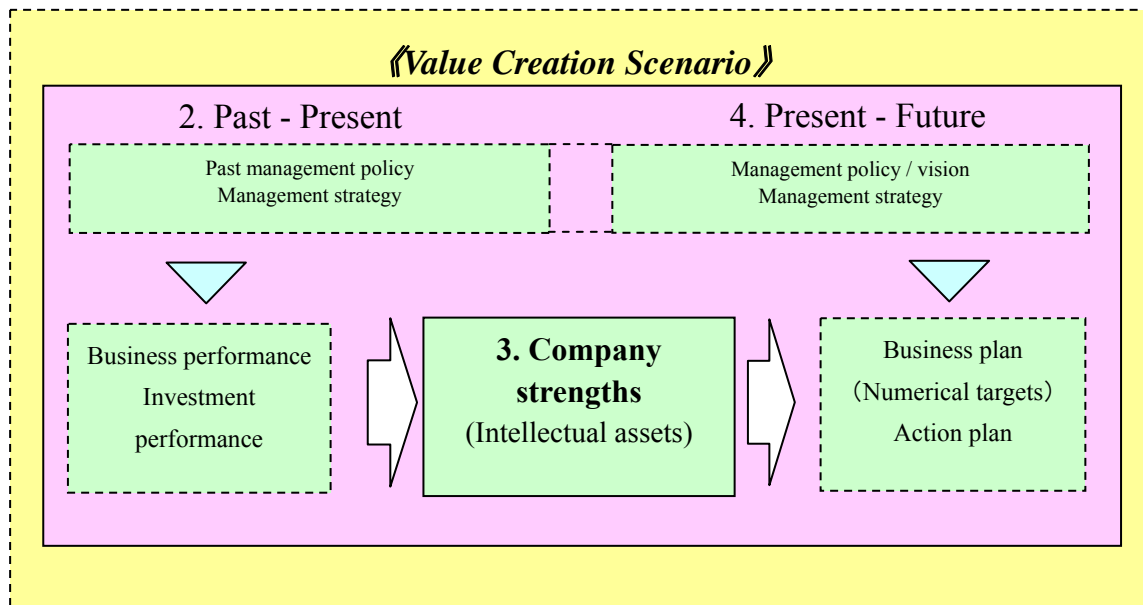 《Value Creation Scenario》
2. Past - Present
4. Present - Future
Past management policy
Management strategy
Management policy / vision
Management strategy
Business performance
Investment
performance
3. Company
strengths
(Intellectual assets)
Business plan
（Numerical targets）
Action plan